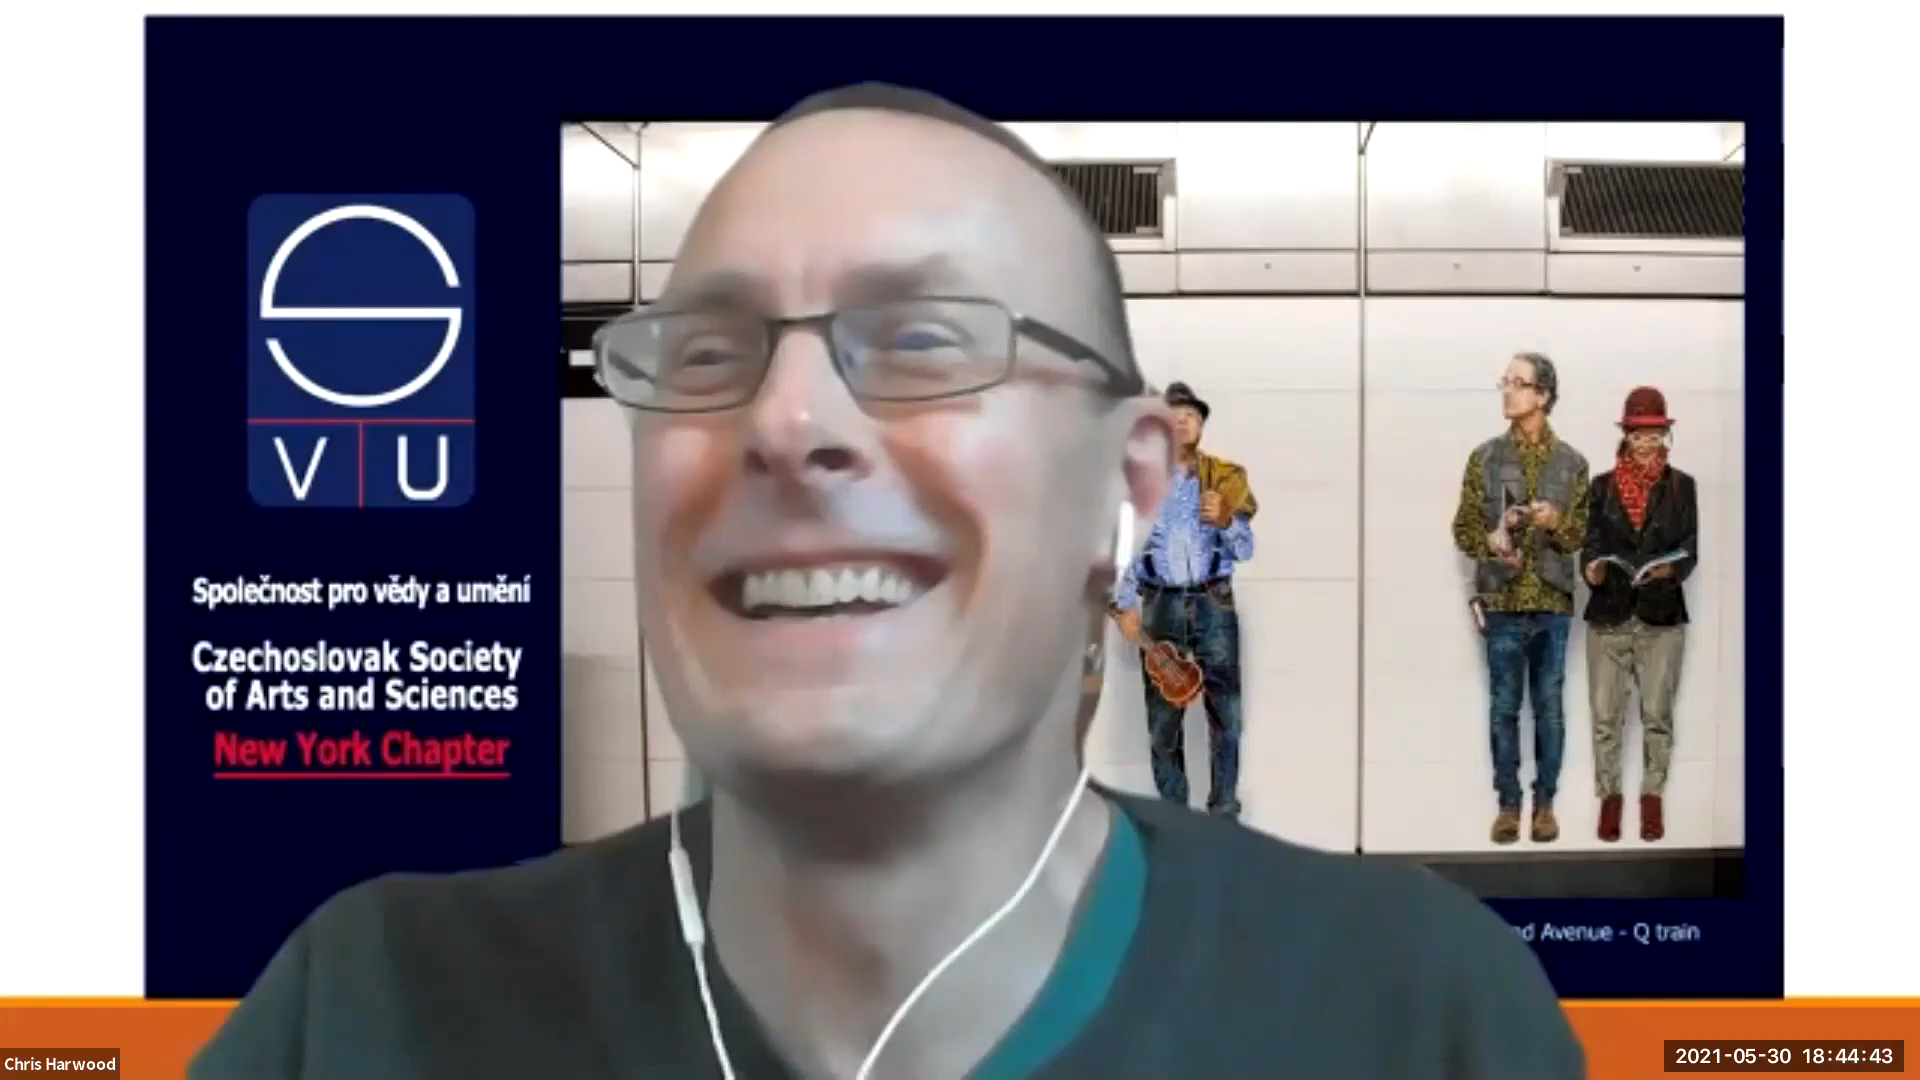 S
V U
Společnost pro vědy a umění
Czechoslovak Society
of Arts and Sciences
New York Chapter
Avenue - Q train
Chris Harwood
2021-05-30 18:44:43